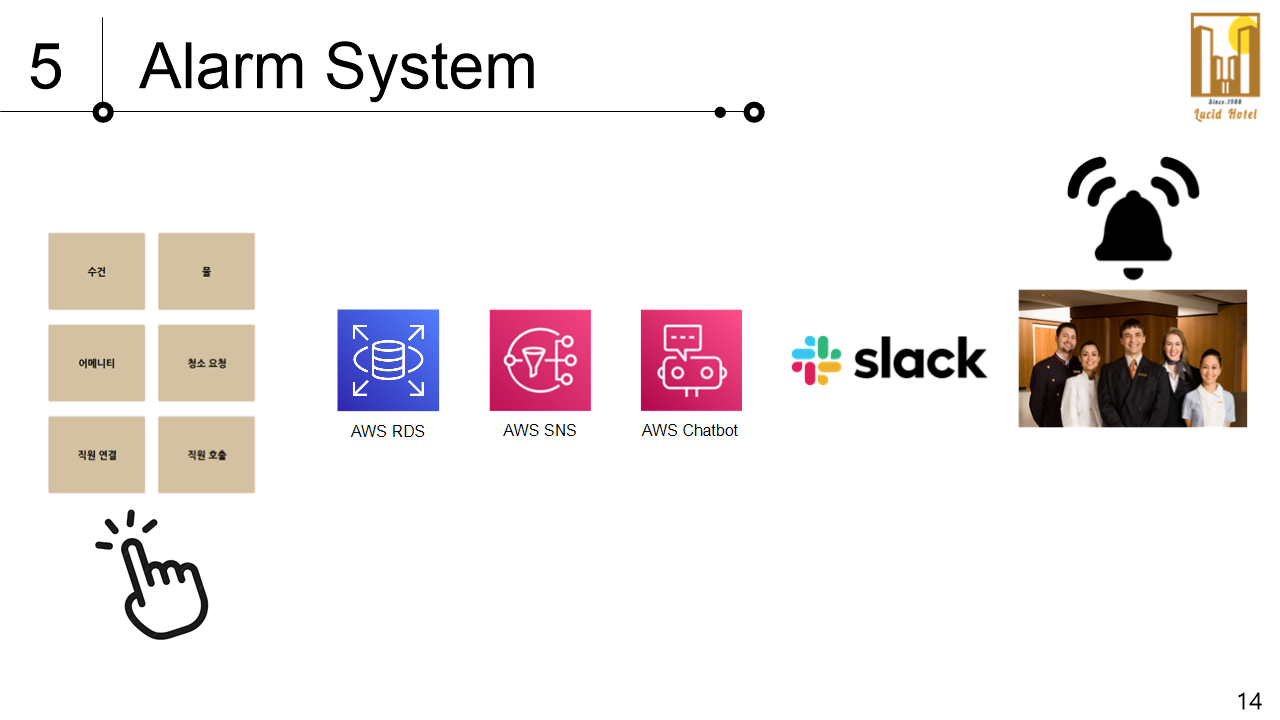 5
Alarm System
Since.1988
Lucid Hotel
수건
물
어메니티
청소 요청
직원 연결
직원 호출
AWS RDS
AWS SNS
AWS Chatbot
slack
14